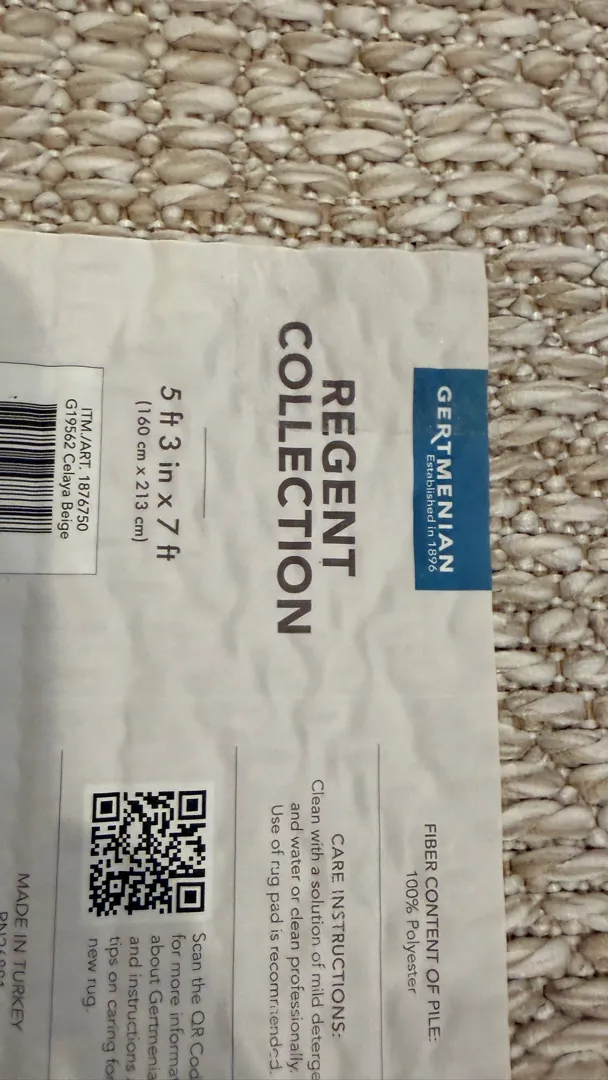 GERTMENIAN
Established in 1896
REGENT
COLLECTION
5 ft 3 in x 7 ft
(160 cm x 213 cm)
ITM./ART. 1876750
G19562 Celaya Beige
FIBER CONTENT OF PILE:
100% Polyester
CARE INSTRUCTIONS:
Clean with a solution of mild deterge
and water or clean professionally.
Use of rug pad is recommended.
Scan the QR Cod
for more informa
about Gertmenia
and instructions
tips on caring for
new rug.
MADE IN TURKEY